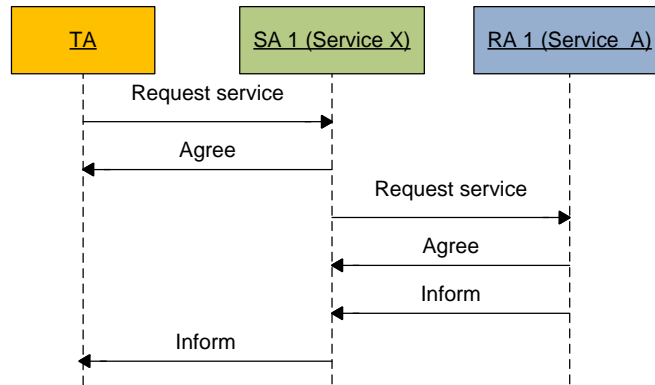 TA
SA 1 (Service X)
RA 1 (Service A)
Request service
Agree
Request service
Agree
Inform
Inform